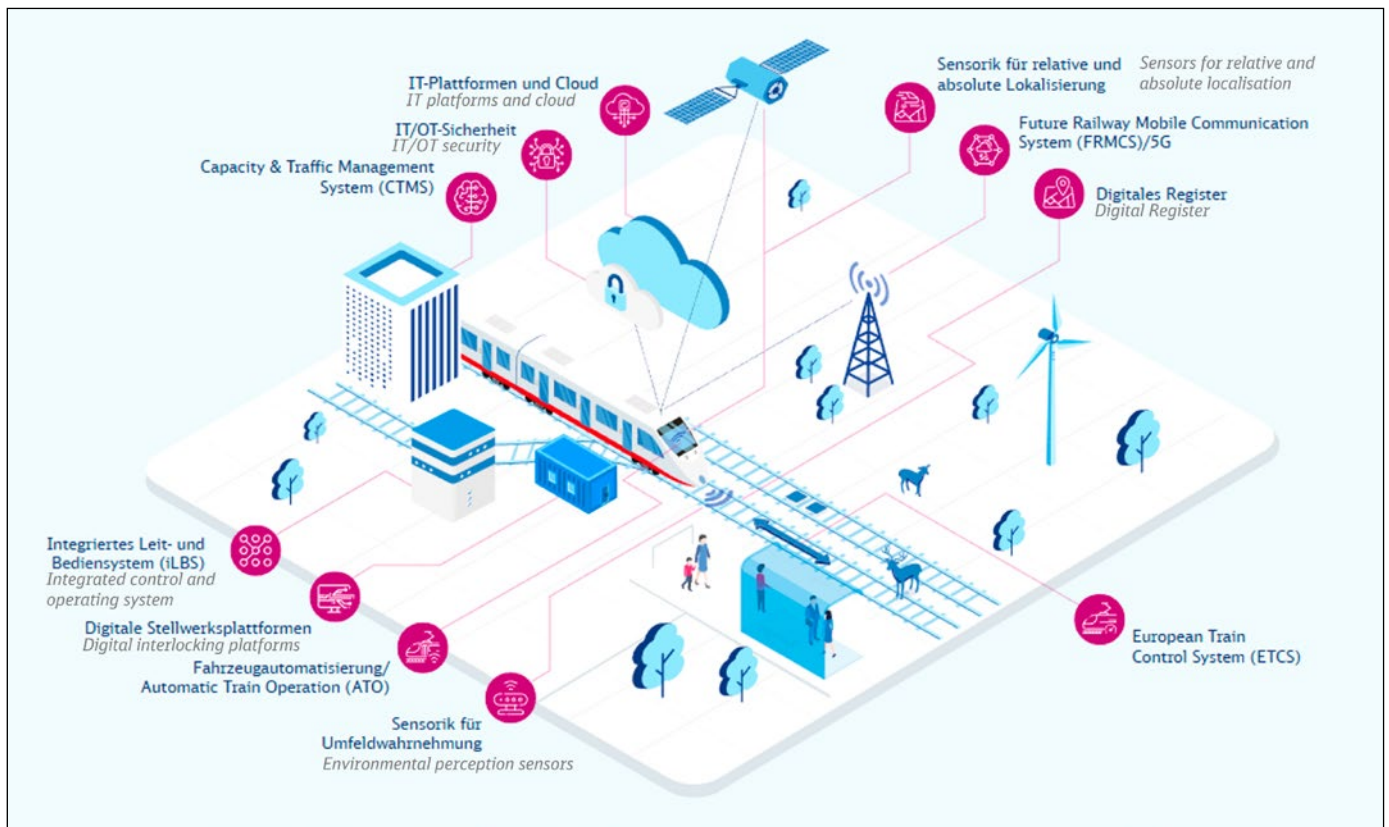 IT-Plattformen und Cloud
IT platforms and cloud
IT/OT-Sicherheit
IT/OT security
Capacity & Traffic Management
System (CTMS)
Sensorik für relative und
absolute Lokalisierung
Sensors for relative and
absolute localisation
Future Railway Mobile Communication
System (FRMCS)/5G
5G
Digitales Register
Digital Register
Integriertes Leit- und
Bediensystem (iLBS)
Integrated control and
operating system
Digitale Stellwerksplattformen
Digital interlocking platforms
Fahrzeugautomatisierung/
Automatic Train Operation (ATO)
Sensorik für
Umfeldwahrnehmung
Environmental perception sensors
European Train
Control System (ETCS)